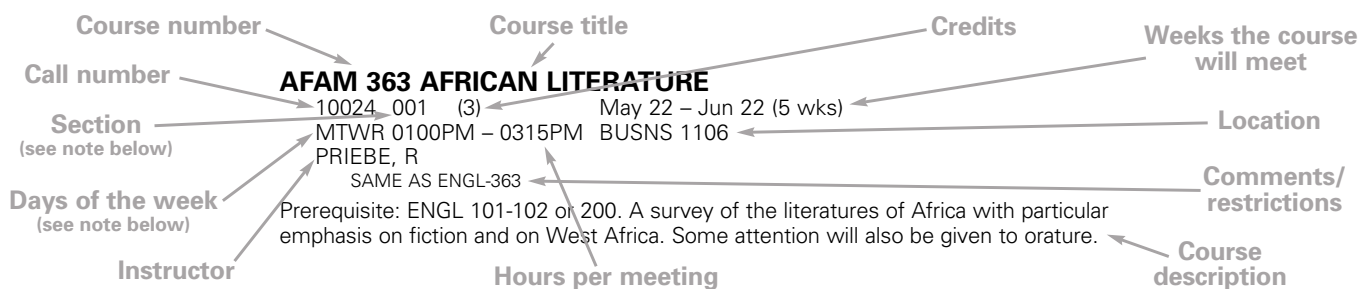 Course number
Course title
Credits
Weeks the course
will meet
Call number
AFAM 363 AFRICAN LITERATURE
10024 001 (3) May 22 – Jun 22 (5 wks)
Section
(see note below)
MTWR 0100PM – 0315PM BUSNS 1106
Location
PRIEBE, R
SAME AS ENGL-363
Days of the week
(see note below)
Comments/
restrictions
Prerequisite: ENGL 101-102 or 200. A survey of the literatures of Africa with particular
emphasis on fiction and on West Africa. Some attention will also be given to orature.
Instructor
Hours per meeting
Course
description